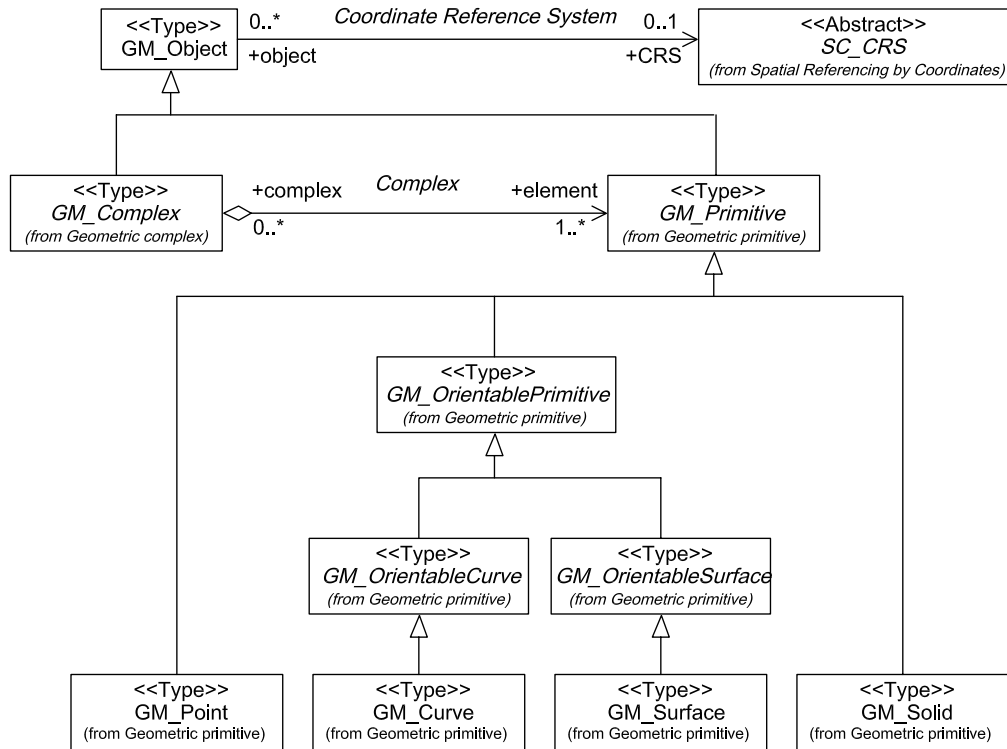 <<Type>>
GM_Object
0..*
Coordinate Reference System
0..1
+object
+CRS
<<Abstract>>
SC_CRS
(from Spatial Referencing by Coordinates)
<<Type>>
GM_Complex
(from Geometric complex)
+complex
Complex
+element
0..*
1..*
<<Type>>
GM_Primitive
(from Geometric primitive)
<<Type>>
GM_OrientablePrimitive
(from Geometric primitive)
<<Type>>
GM_OrientableCurve
(from Geometric primitive)
<<Type>>
GM_OrientableSurface
(from Geometric primitive)
<<Type>>
GM_Point
(from Geometric primitive)
<<Type>>
GM_Curve
(from Geometric primitive)
<<Type>>
GM_Surface
(from Geometric primitive)
<<Type>>
GM_Solid
(from Geometric primitive)